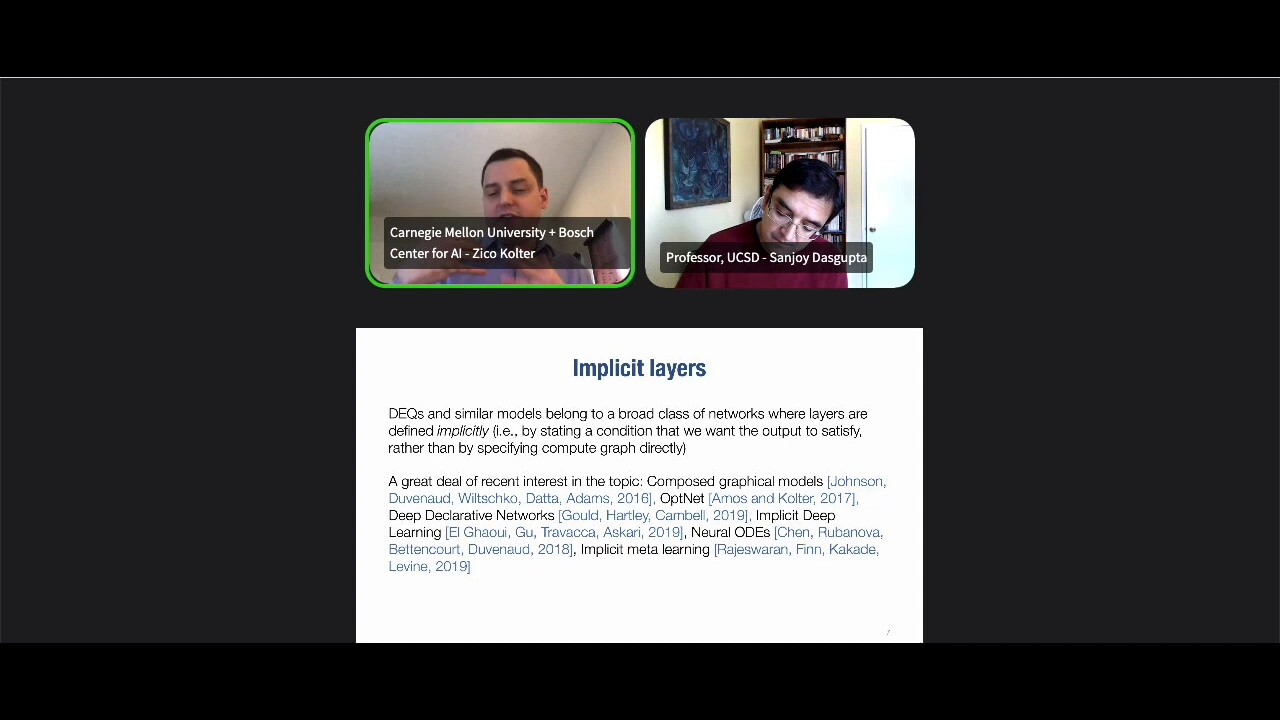 Carnegie Mellon University + Bosch
Center for AI - Zico Kolter
Professor, UCSD - Sanjoy Dasgupta
Implicit layers
DEQs and similar models belong to a broad class of networks where layers are
defined implicitly (i.e., by stating a condition that we want the output to satisfy,
rather than by specifying compute graph directly)
A great deal of recent interest in the topic: Composed graphical models [Johnson,
Duvenaud, Wiltschko, Datta, Adams, 2016], OptNet [Amos and Kolter, 2017],
Deep Declarative Networks [Gould, Hartley, Cambell, 2019], Implicit Deep
Learning [El Ghaoui, Gu, Travacca, Askari, 2019], Neural ODEs [Chen, Rubanova,
Bettencourt, Duvenaud, 2018], Implicit meta learning [Rajeswaran, Finn, Kakade,
Levine, 2019]